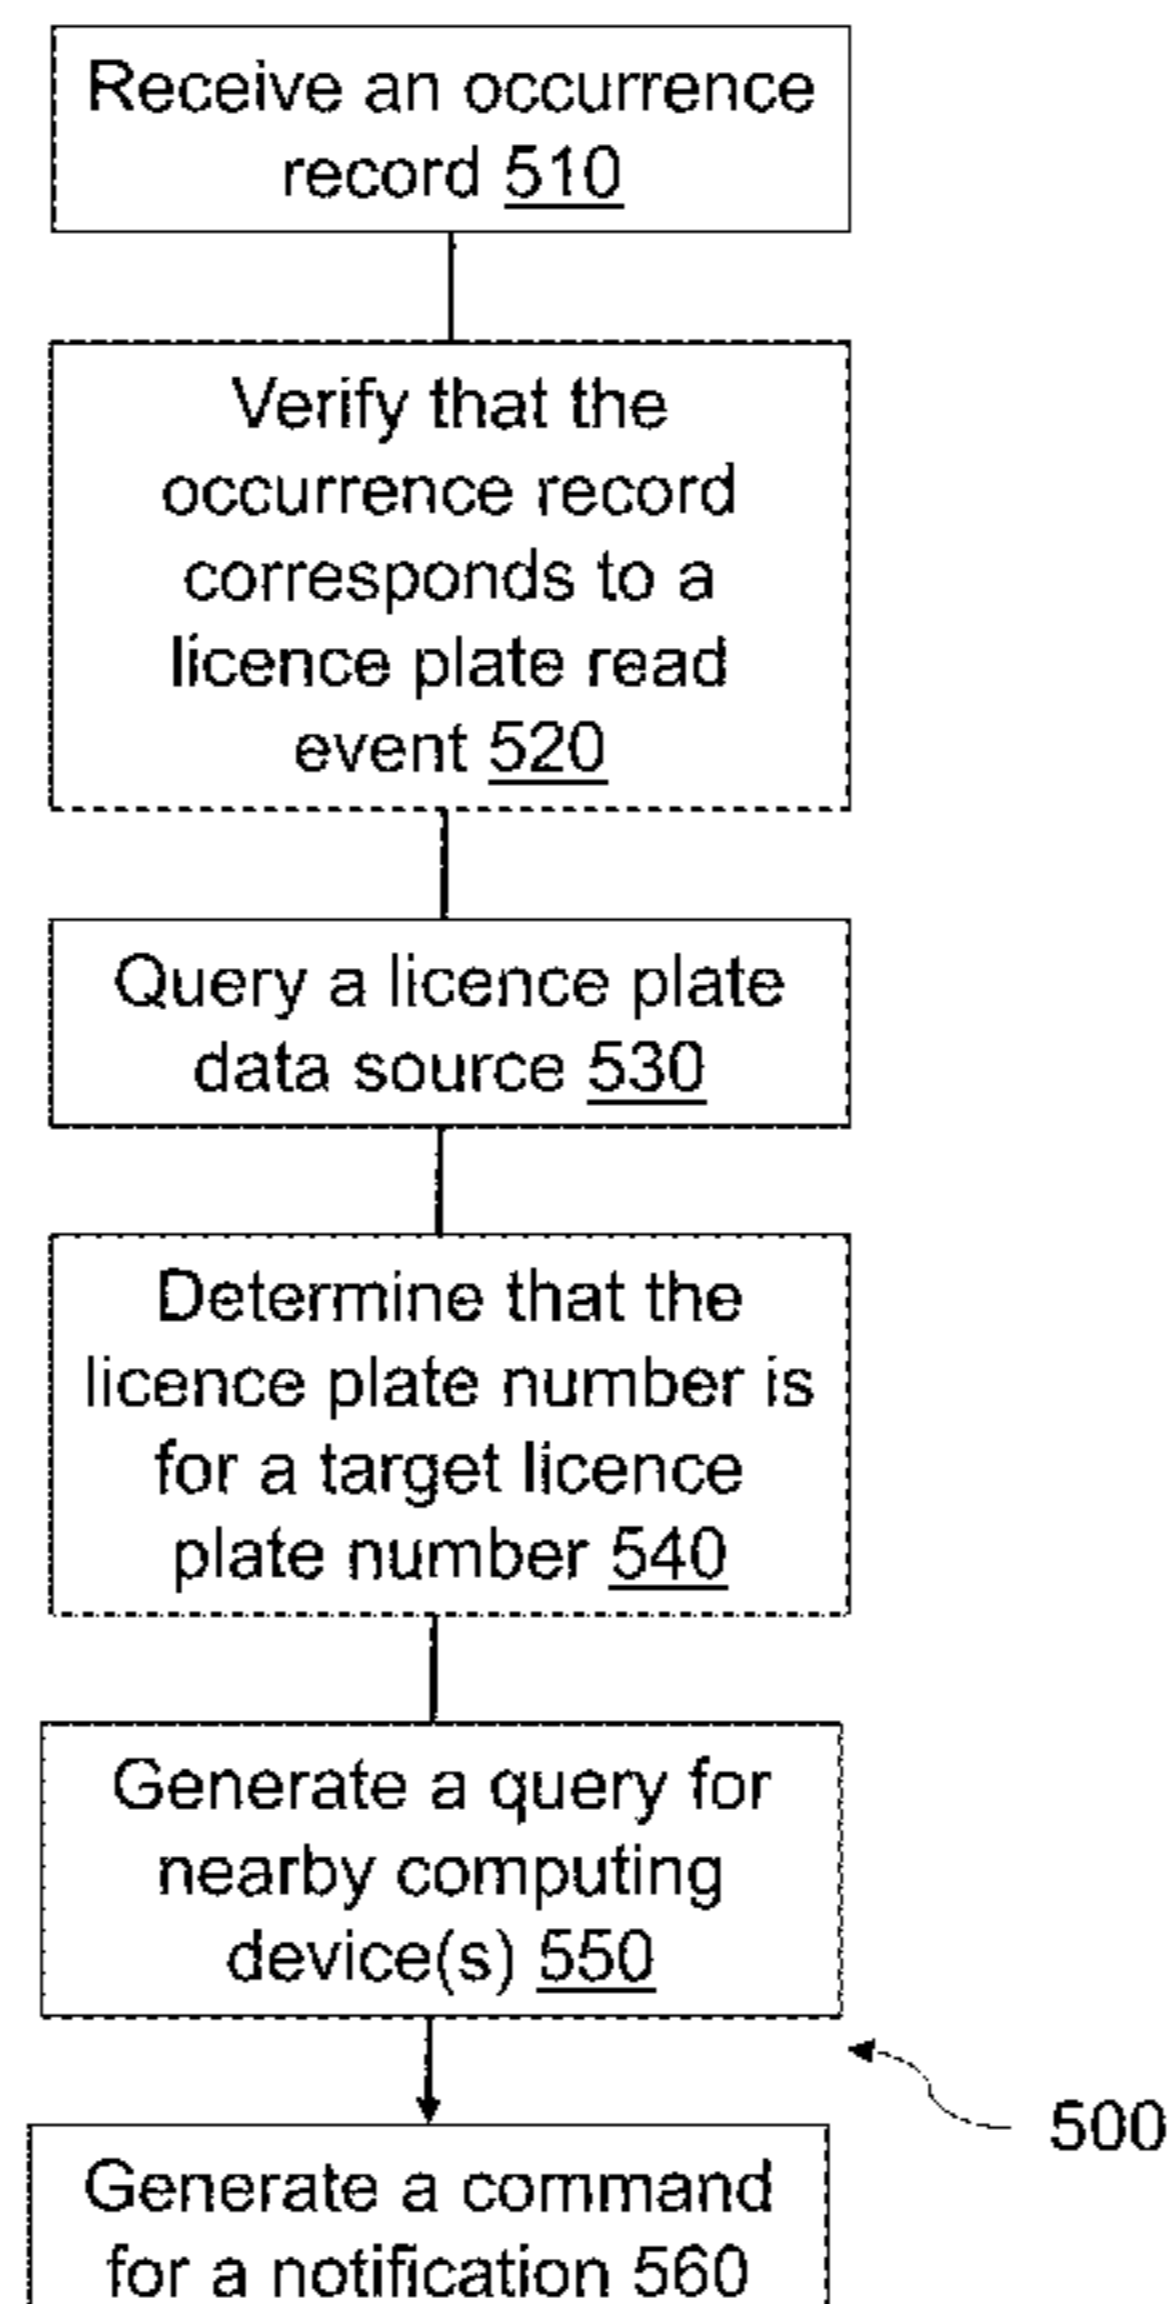 Receive an occurrence
record 510
Verify that the
occurrence record
corresponds to a
licence plate read
event 520
Query a licence plate
data source 530
Determine that the
licence plate number is
for a target licence
plate number 540
Generate a query for
nearby computing
device(s) 550
500
Generate a command
for a notification 560